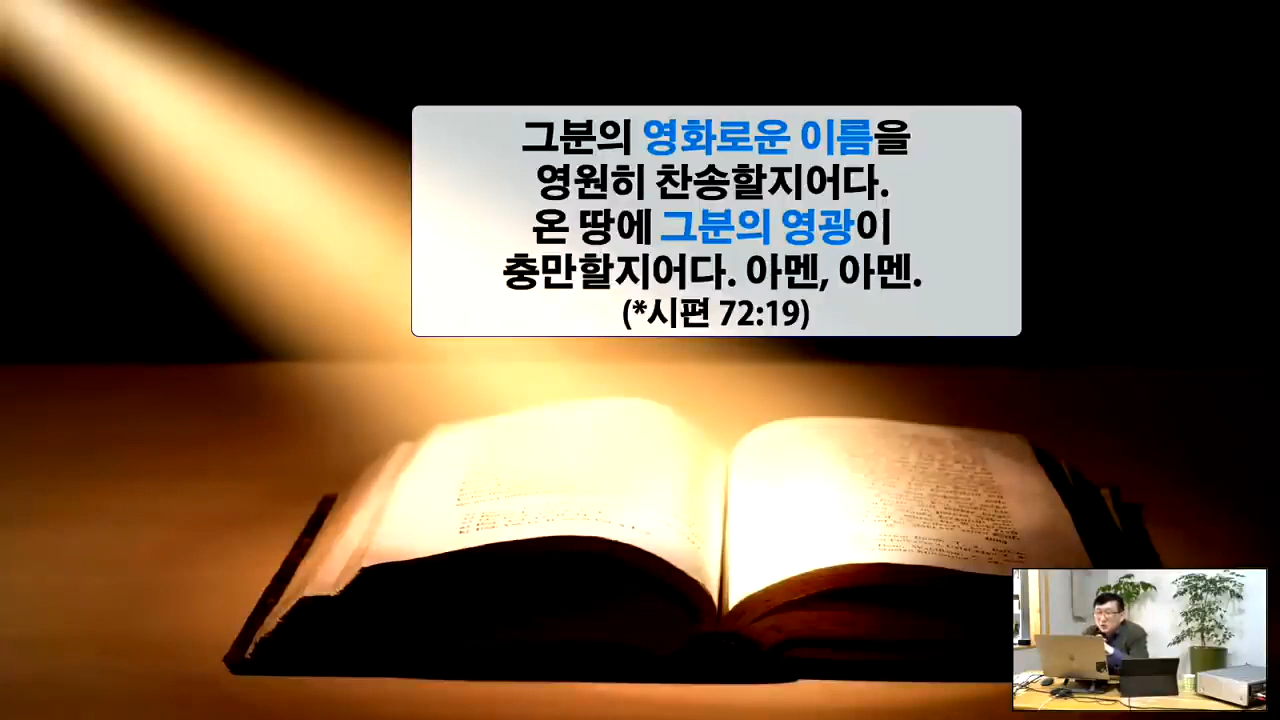 그분의 영화로운 이름을
영원히 찬송할지어다.
온 땅에 그분의 영광이
충만할지어다. 아멘, 아멘.
(*시편 72:19)